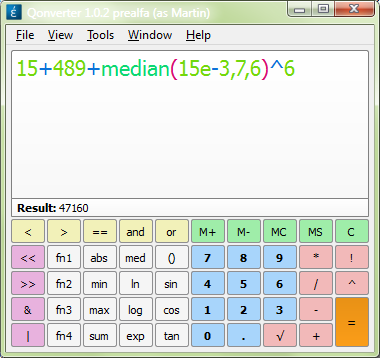 Qonverter 1.0.2 prealfa (as Martin)
File View Tools Window Help
15+489+median(15e-3,7,6)^6
Result: 47160
< > == and or M+ M- MC MS C
<< fn1 abs med () 7 8 9 * !
>> fn2 min ln sin 4 5 6 / ^
& fn3 max log cos 1 2 3 - =
| fn4 sum exp tan 0 . √ +